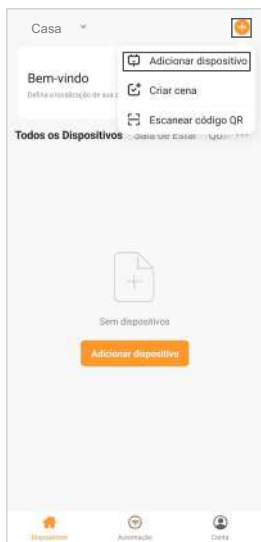 Casa
Adicionar dispositivo
Bem-vindo
Criar cena
Escanear código QR
Todos os Dispositivos Sala de Estar
Sem dispositivos
Adicionar dispositivo
Dispositivos Automação Conta